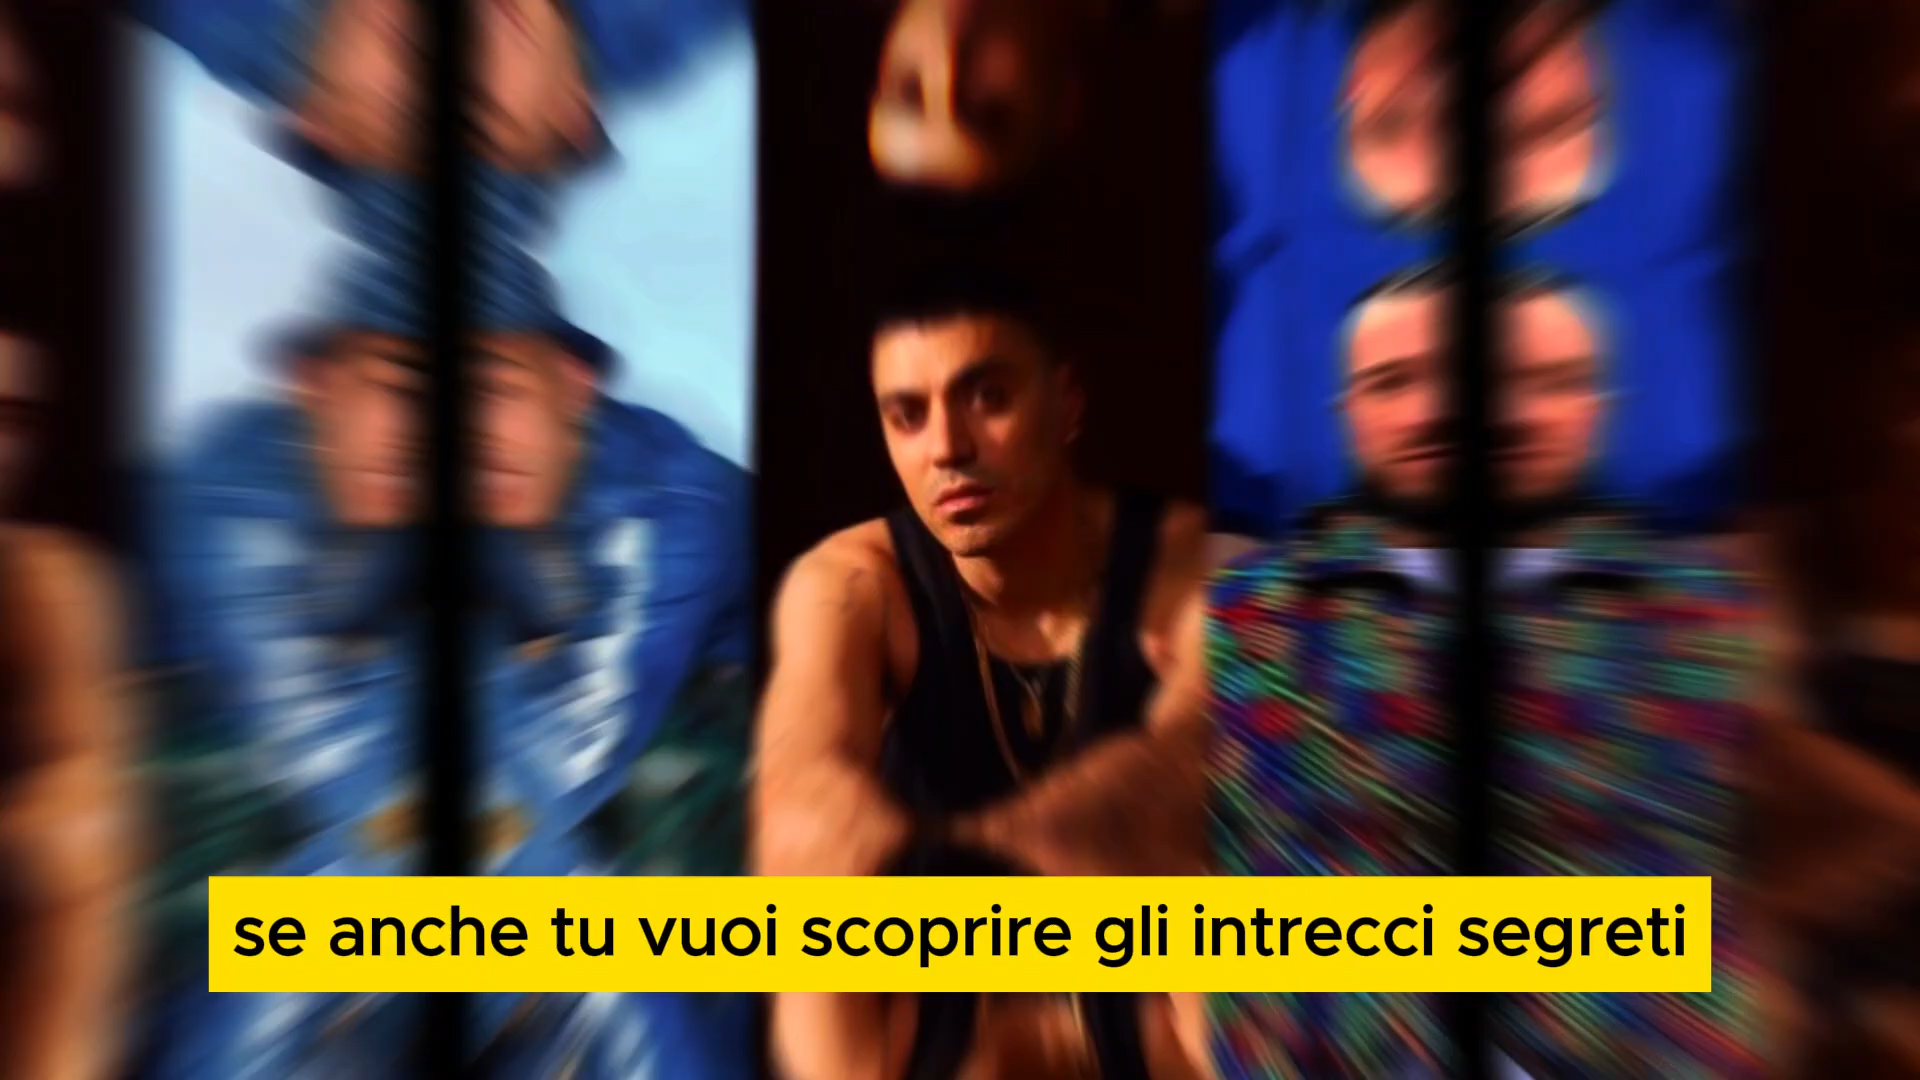 se anche tu vuoi scoprire gli intrecci segreti